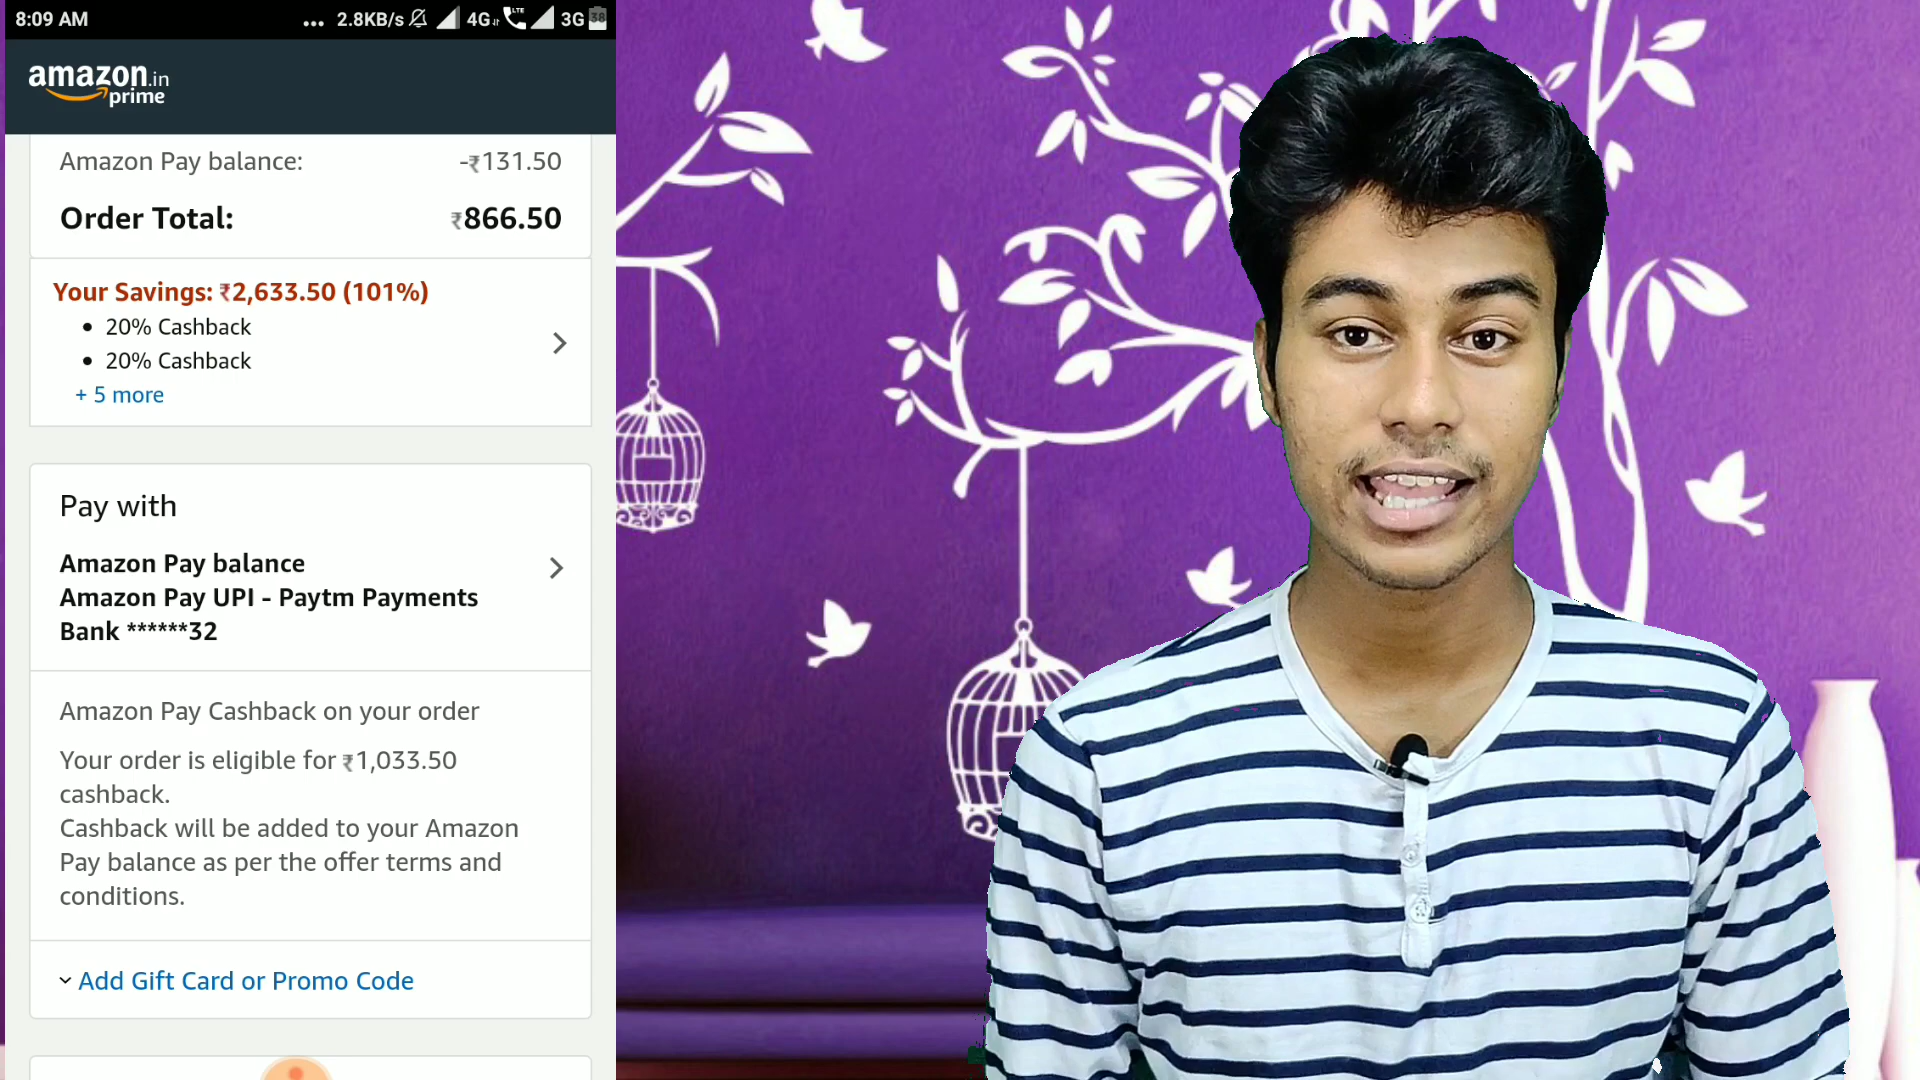 8:09 AM ... 2.8KB/s 4G LTE 3G 38
amazon.in
prime
Amazon Pay balance: -₹131.50
Order Total: ₹866.50
Your Savings: ₹2,633.50 (101%)
• 20% Cashback
• 20% Cashback
+ 5 more
Pay with
Amazon Pay balance
Amazon Pay UPI - Paytm Payments
Bank ******32
Amazon Pay Cashback on your order
Your order is eligible for ₹1,033.50
cashback.
Cashback will be added to your Amazon
Pay balance as per the offer terms and
conditions.
Add Gift Card or Promo Code